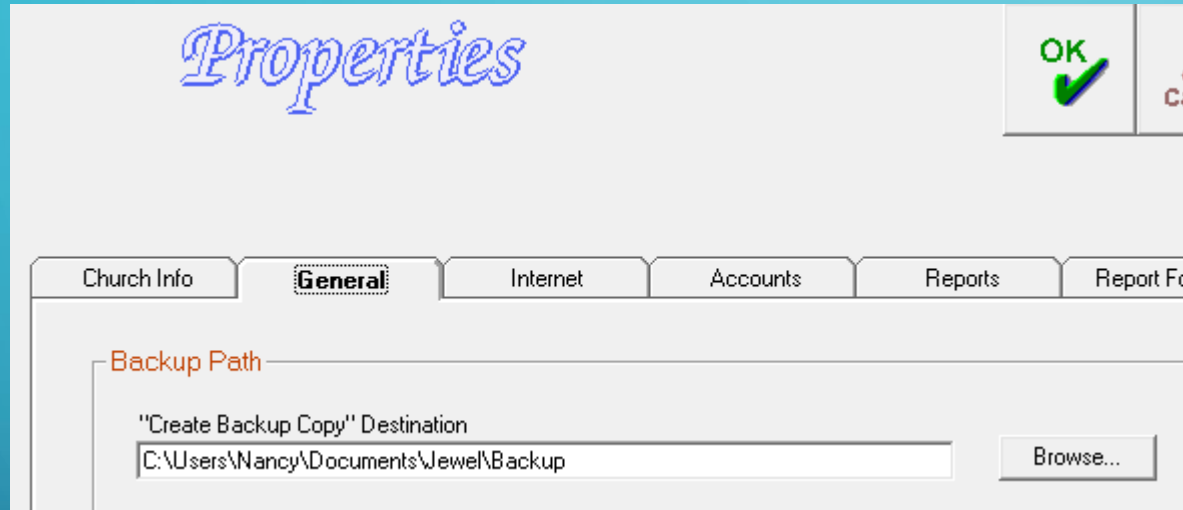 Properties
OK
Church Info General Internet Accounts Reports
Backup Path
"Create Backup Copy" Destination
C:\Users\Nancy\Documents\Jewel\Backup Browse...